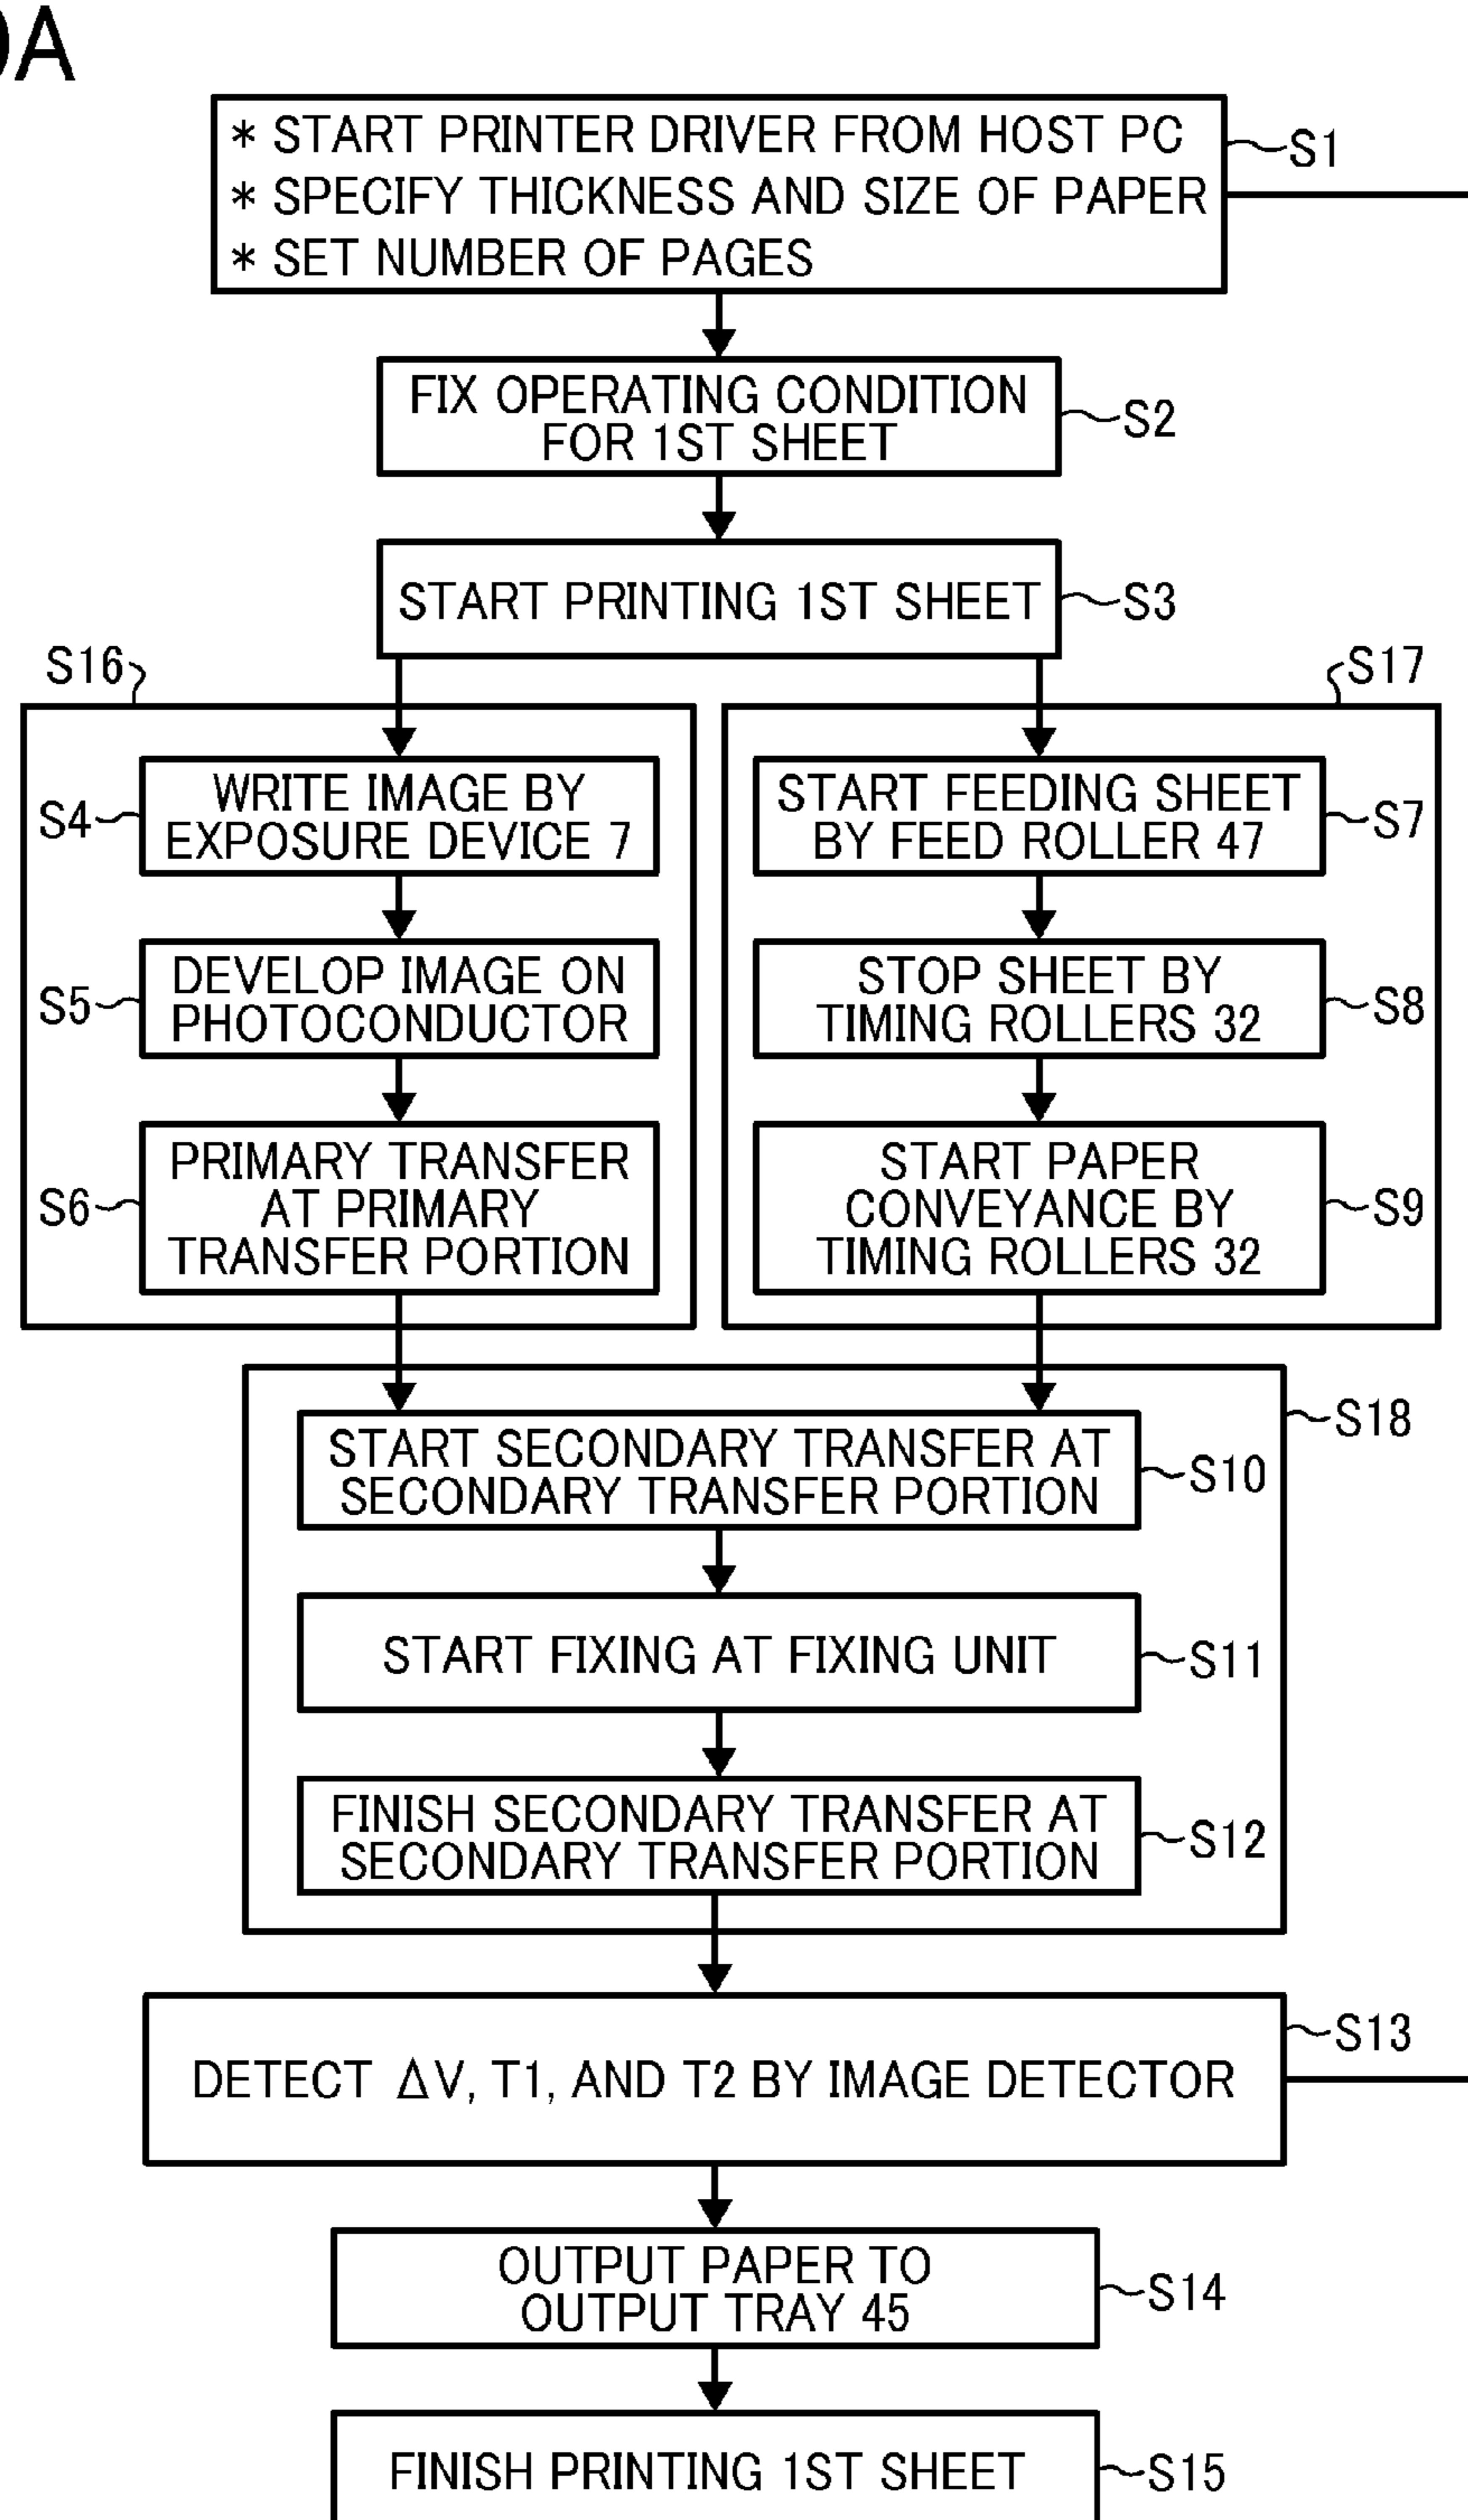 0A
* START PRINTER DRIVER FROM HOST PC
* SPECIFY THICKNESS AND SIZE OF PAPER
* SET NUMBER OF PAGES
S1
FIX OPERATING CONDITION
FOR 1ST SHEET
S2
START PRINTING 1ST SHEET
S3
S16
S17
S4
WRITE IMAGE BY
EXPOSURE DEVICE 7
START FEEDING SHEET
BY FEED ROLLER 47
S7
S5
DEVELOP IMAGE ON
PHOTOCONDUCTOR
STOP SHEET BY
TIMING ROLLERS 32
S8
S6
PRIMARY TRANSFER
AT PRIMARY
TRANSFER PORTION
START PAPER
CONVEYANCE BY
TIMING ROLLERS 32
S9
S18
START SECONDARY TRANSFER AT
SECONDARY TRANSFER PORTION
S10
START FIXING AT FIXING UNIT
S11
FINISH SECONDARY TRANSFER AT
SECONDARY TRANSFER PORTION
S12
DETECT ΔV, T1, AND T2 BY IMAGE DETECTOR
S13
OUTPUT PAPER TO
OUTPUT TRAY 45
S14
FINISH PRINTING 1ST SHEET
S15